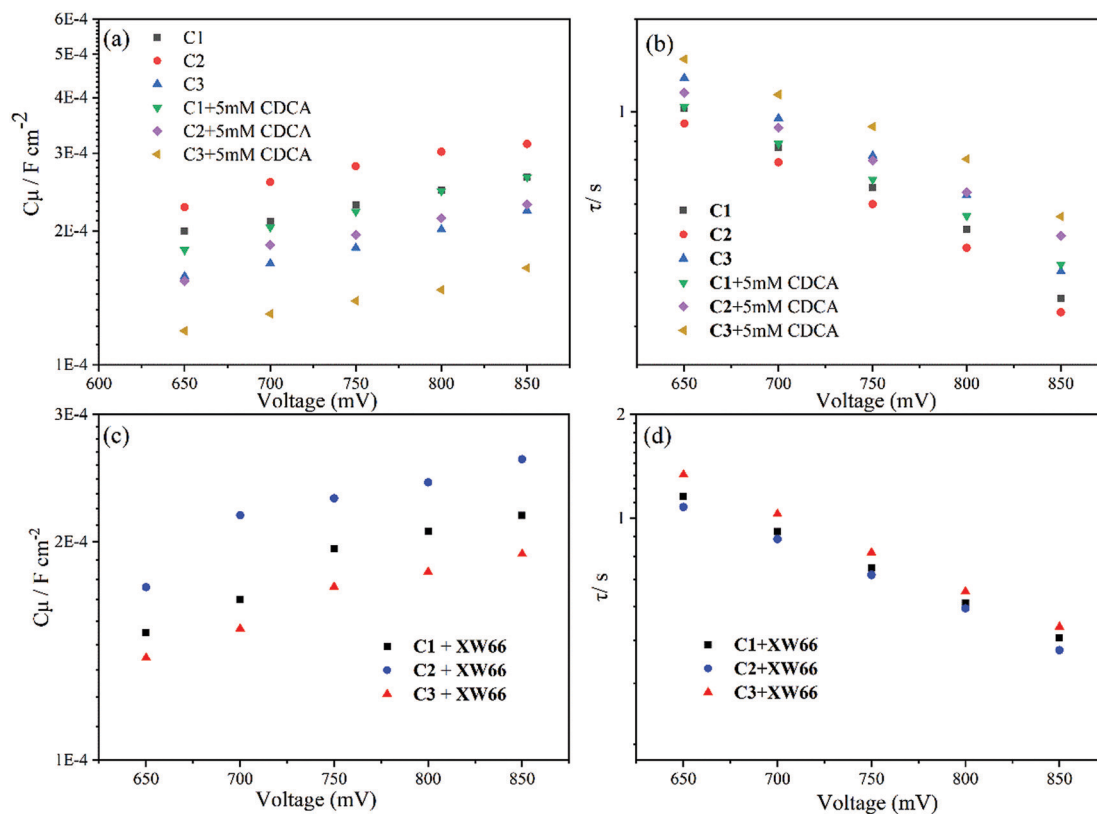 (a)
6E-4
5E-4
4E-4
3E-4
2E-4
1E-4
Cμ / F cm-2
C1
C2
C3
C1+5mM CDCA
C2+5mM CDCA
C3+5mM CDCA
600 650 700 750 800 850
Voltage (mV)
(b)
1
τ/ s
C1
C2
C3
C1+5mM CDCA
C2+5mM CDCA
C3+5mM CDCA
650 700 750 800 850
Voltage (mV)
(c)
3E-4
2E-4
1E-4
Cμ / F cm-2
C1 + XW66
C2 + XW66
C3 + XW66
650 700 750 800 850
Voltage (mV)
(d)
2
1
τ/ s
C1+XW66
C2+XW66
C3+XW66
650 700 750 800 850
Voltage (mV)